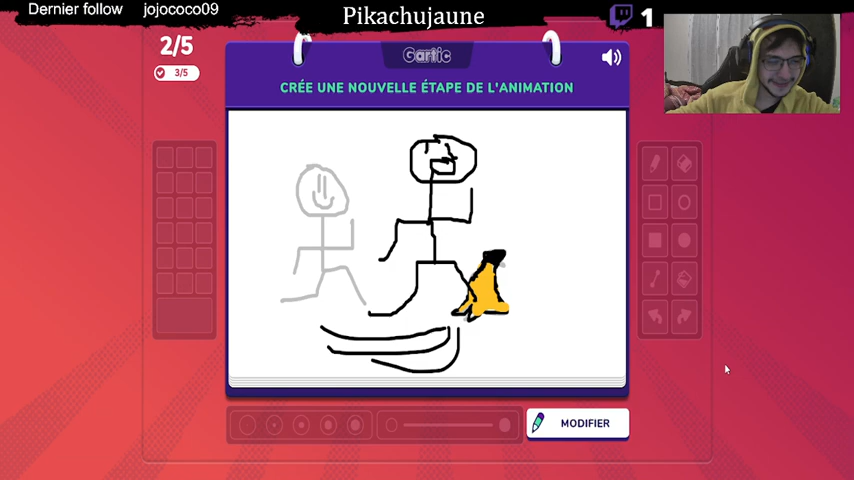 Dernier follow jojococo09
Pikachujaune
1
2/5
3/5
Gartic
CRÉE UNE NOUVELLE ÉTAPE DE L'ANIMATION
MODIFIER